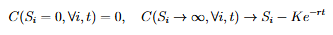 C(S_i = 0, ∀i, t) = 0, C(S_i → ∞, ∀i, t) → S_i − Ke^{−rt}